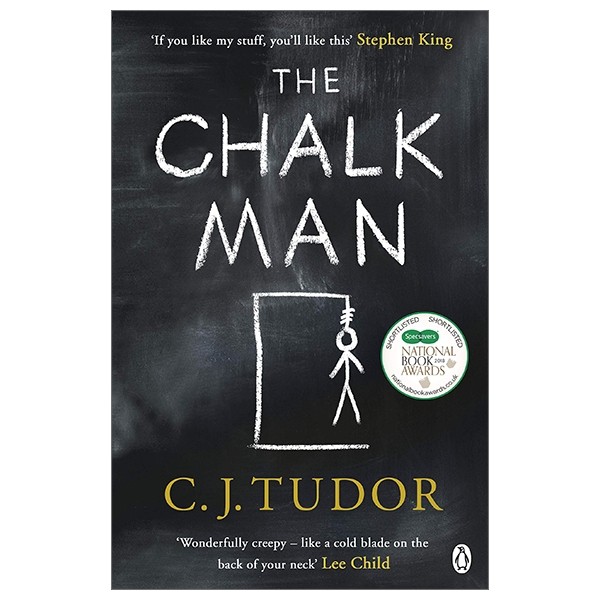 ‘If you like my stuff, you’ll like this’ Stephen King
THE
CHALK
MAN
SHORTLISTED SHORTLISTED
Specsavers
NATIONAL
BOOK 2018
AWARDS
nationalbookawards.co.uk
C. J. TUDOR
‘Wonderfully creepy – like a cold blade on the
back of your neck’ Lee Child